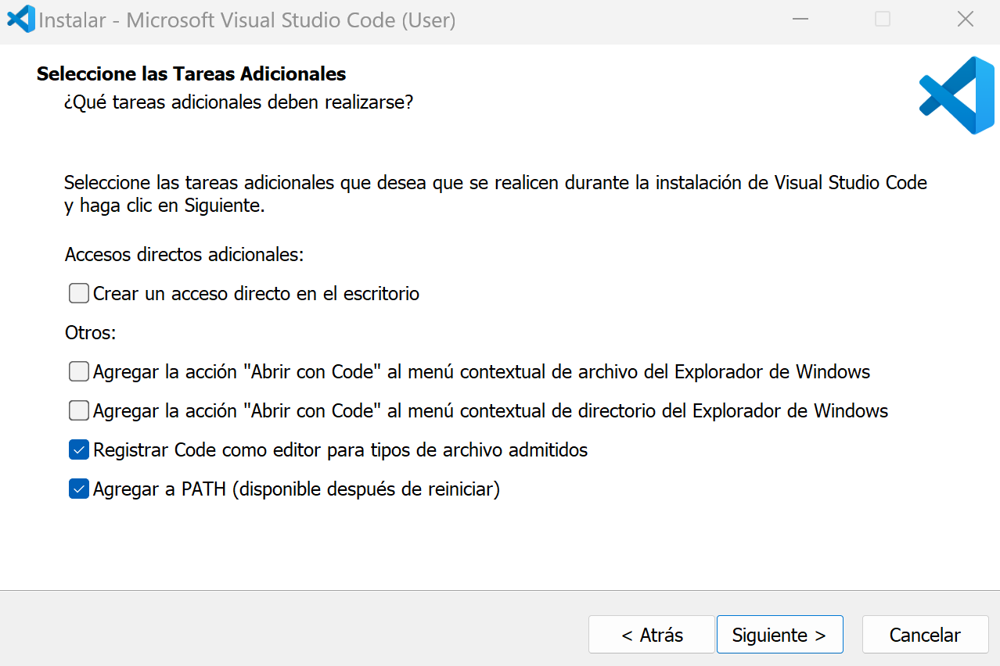 Instalar - Microsoft Visual Studio Code (User)
Seleccione las Tareas Adicionales
¿Qué tareas adicionales deben realizarse?
Seleccione las tareas adicionales que desea que se realicen durante la instalación de Visual Studio Code
y haga clic en Siguiente.
Accesos directos adicionales:
Crear un acceso directo en el escritorio
Otros:
Agregar la acción "Abrir con Code" al menú contextual de archivo del Explorador de Windows
Agregar la acción "Abrir con Code" al menú contextual de directorio del Explorador de Windows
Registrar Code como editor para tipos de archivo admitidos
Agregar a PATH (disponible después de reiniciar)
< Atrás
Siguiente >
Cancelar